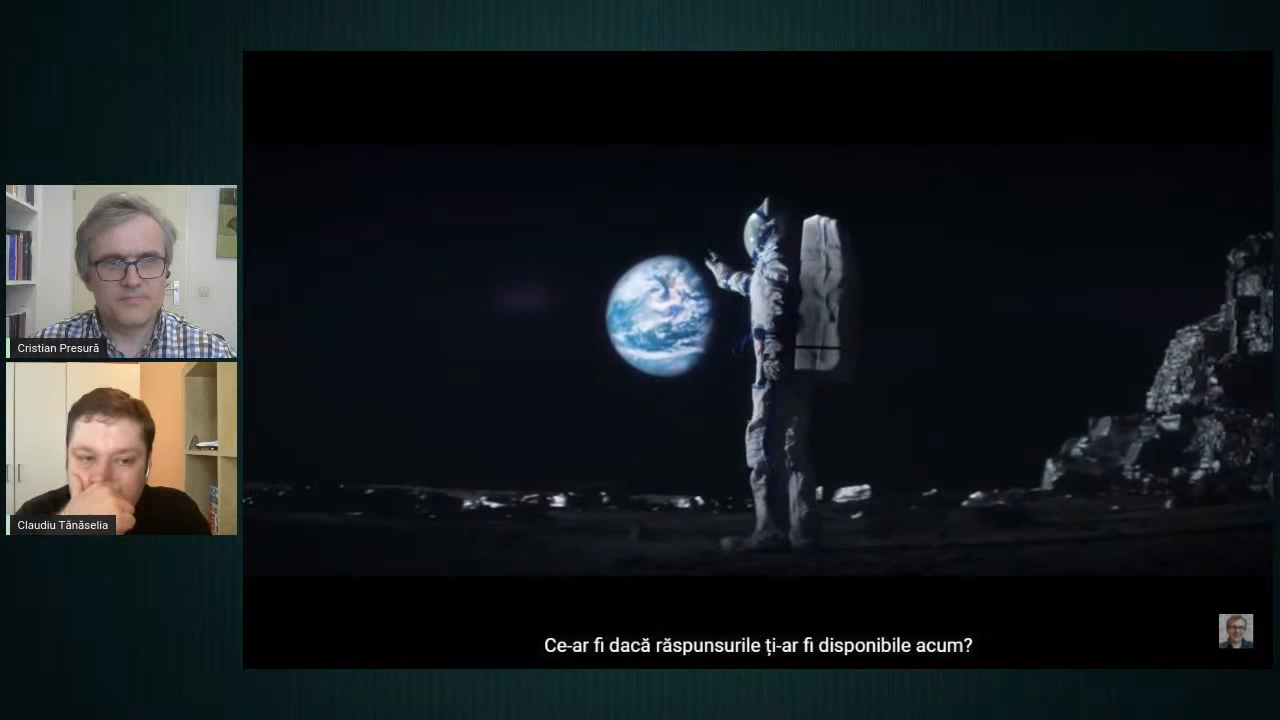 Cristian Presură
Claudiu Tănăselia
Ce-ar fi dacă răspunsurile ți-ar fi disponibile acum?